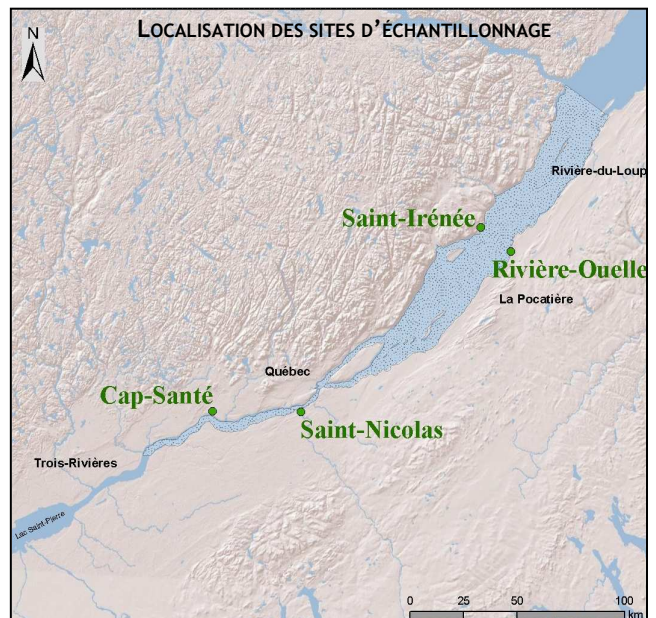 LOCALISATION DES SITES D'ÉCHANTILLONNAGE
N
Rivière-du-Loup
Saint-Irénée
Rivière-Ouelle
La Pocatière
Québec
Cap-Santé
Saint-Nicolas
Trois-Rivières
Lac Saint-Pierre
0 25 50 100
km